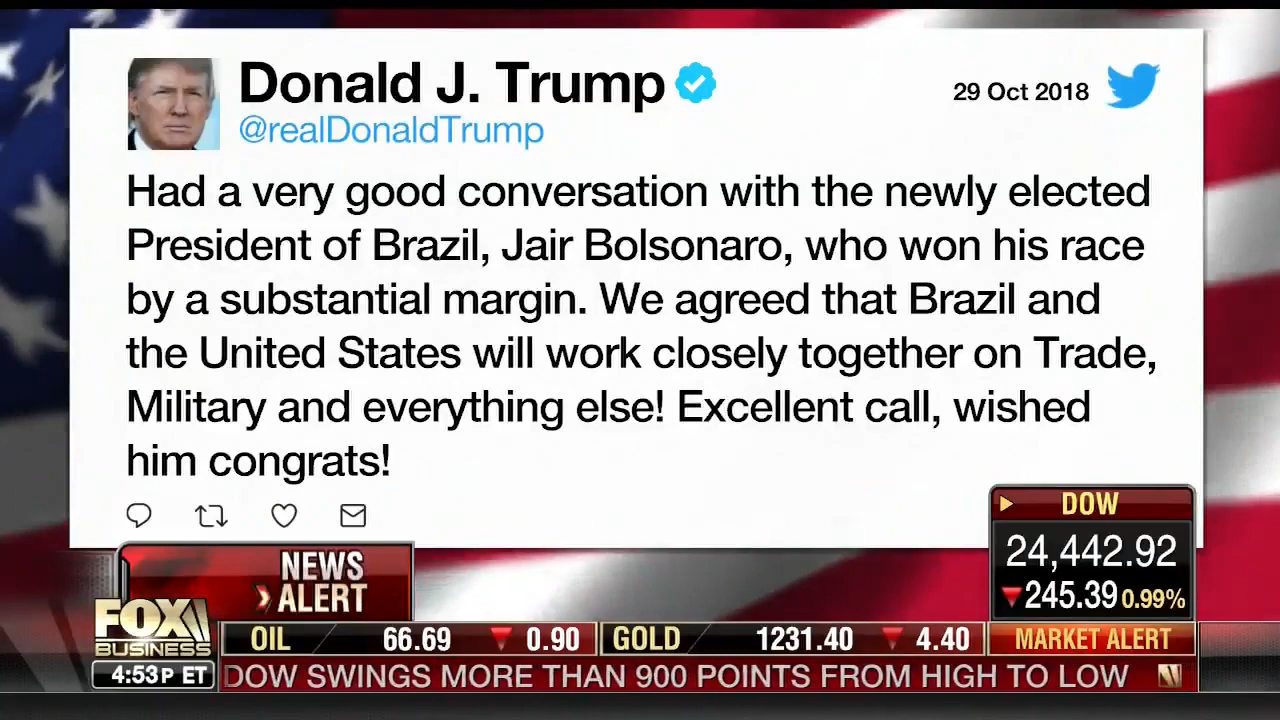 Donald J. Trump
29 Oct 2018
@realDonaldTrump
Had a very good conversation with the newly elected
President of Brazil, Jair Bolsonaro, who won his race
by a substantial margin. We agreed that Brazil and
the United States will work closely together on Trade,
Military and everything else! Excellent call, wished
him congrats!
DOW
24,442.92
245.39 0.99%
NEWS
ALERT
FOX
BUSINESS
OIL 66.69 0.90 GOLD 1231.40 4.40 MARKET ALERT
4:53P ET DOW SWINGS MORE THAN 900 POINTS FROM HIGH TO LOW